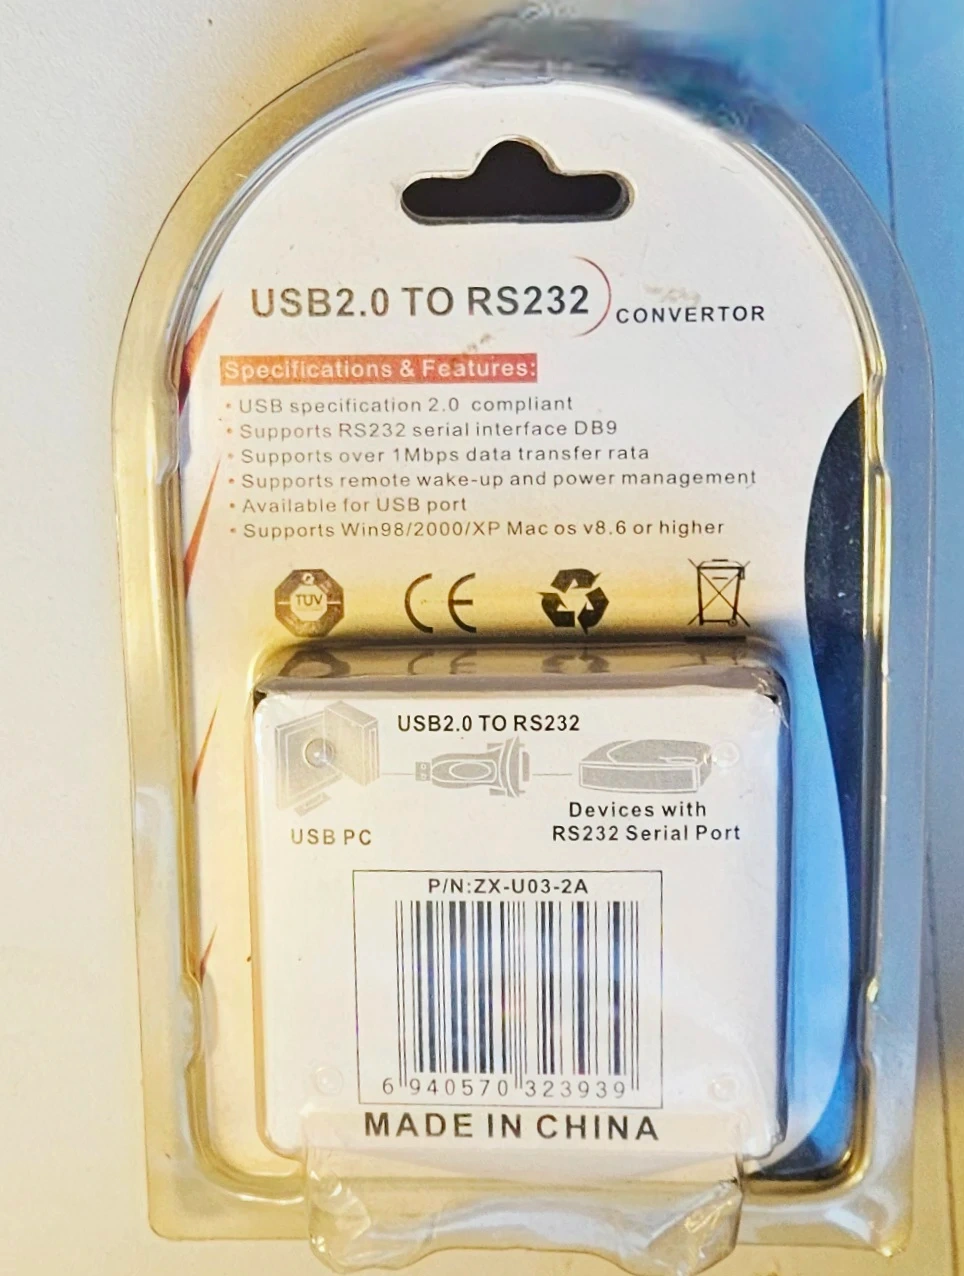 USB2.0 TO RS232 CONVERTOR
Specifications & Features:
• USB specification 2.0 compliant
• Supports RS232 serial interface DB9
• Supports over 1Mbps data transfer rata
• Supports remote wake-up and power management
• Available for USB port
• Supports Win98/2000/XP Mac os v8.6 or higher
TUV CE
USB2.0 TO RS232
USB PC
Devices with
RS232 Serial Port
P/N:ZX-U03-2A
6 940570 323939
MADE IN CHINA